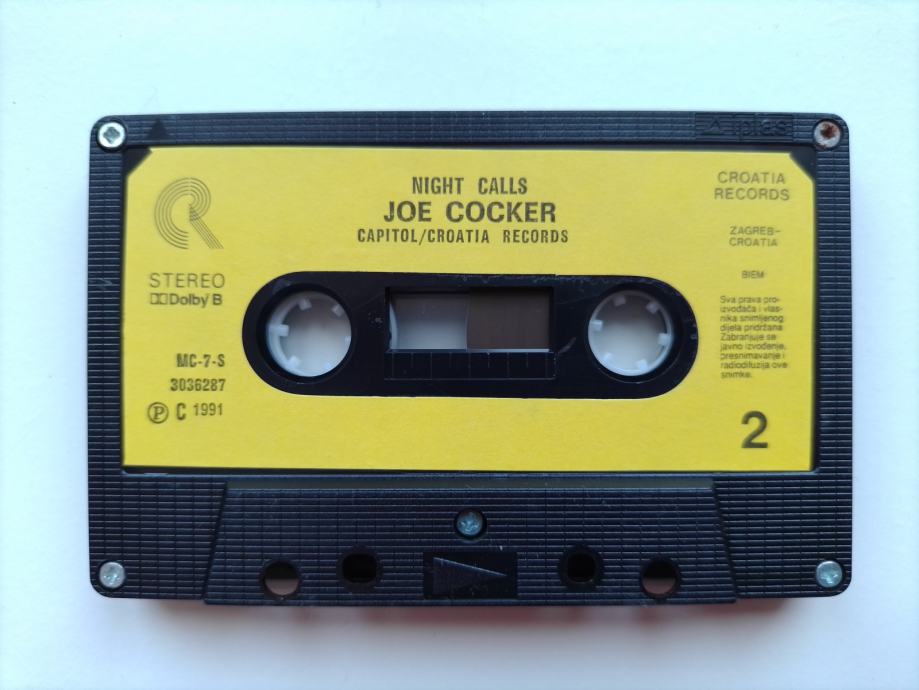 iplas
NIGHT CALLS
JOE COCKER
CAPITOL/CROATIA RECORDS
CROATIA
RECORDS
ZAGREB-
CROATIA
BIEM
Sva prava pro-
izvođača i vlas-
nika snimljenog
djela pridržana
Zabranjuje se
javno izvođenje,
presnimavanje i
radiodifuzija ove
snimke.
STEREO
Dolby B
MC-7-S
3036287
Ⓟ C 1991
2